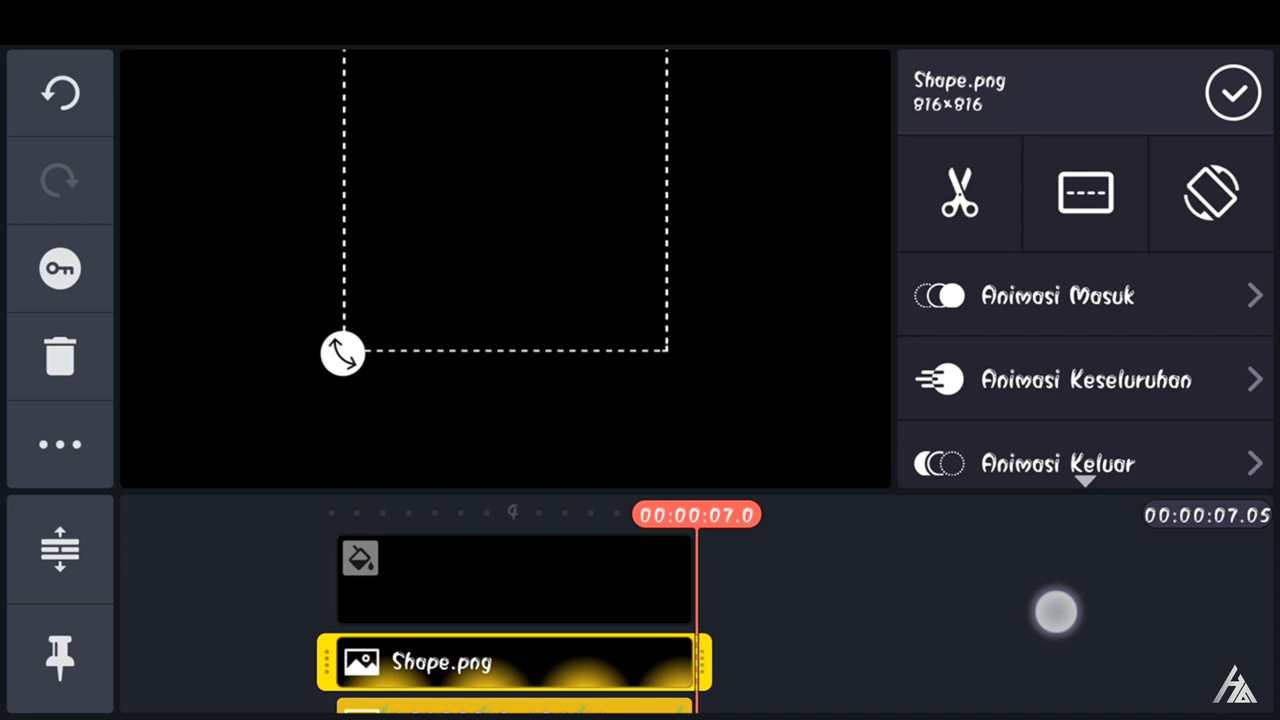 Shape.png
816×816
Animasi Masuk
Animasi Keseluruhan
Animasi Keluar
4
00:00:07.0
00:00:07.05
Shape.png